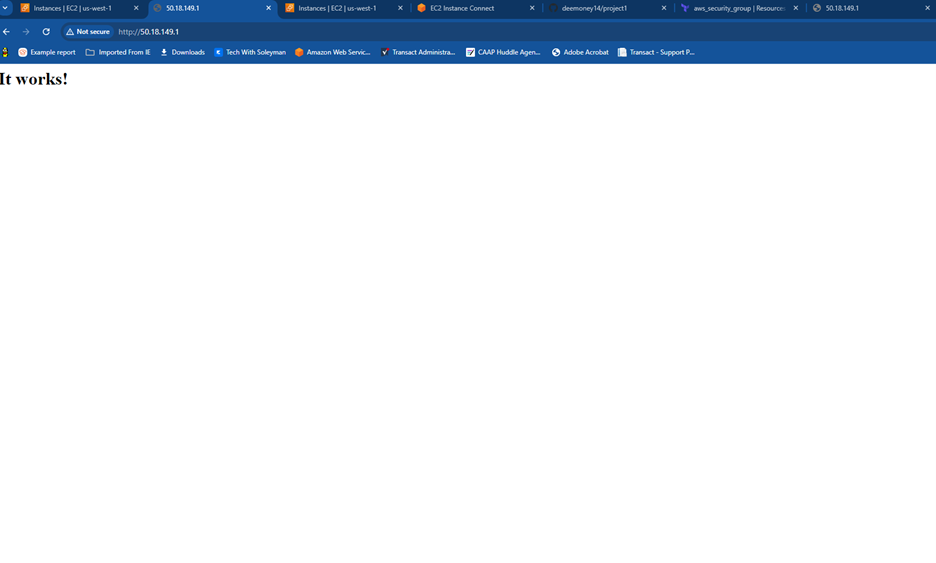 Instances | EC2 | us-west-1 50.18.149.1 Instances | EC2 | us-west-1 EC2 Instance Connect deemoney14/project1 aws_security_group | Resources 50.18.149.1
Not secure http://50.18.149.1
Example report Imported From IE Downloads Tech With Soleyman Amazon Web Servic... Transact Administra... CAAP Huddle Agen... Adobe Acrobat Transact - Support P...
It works!